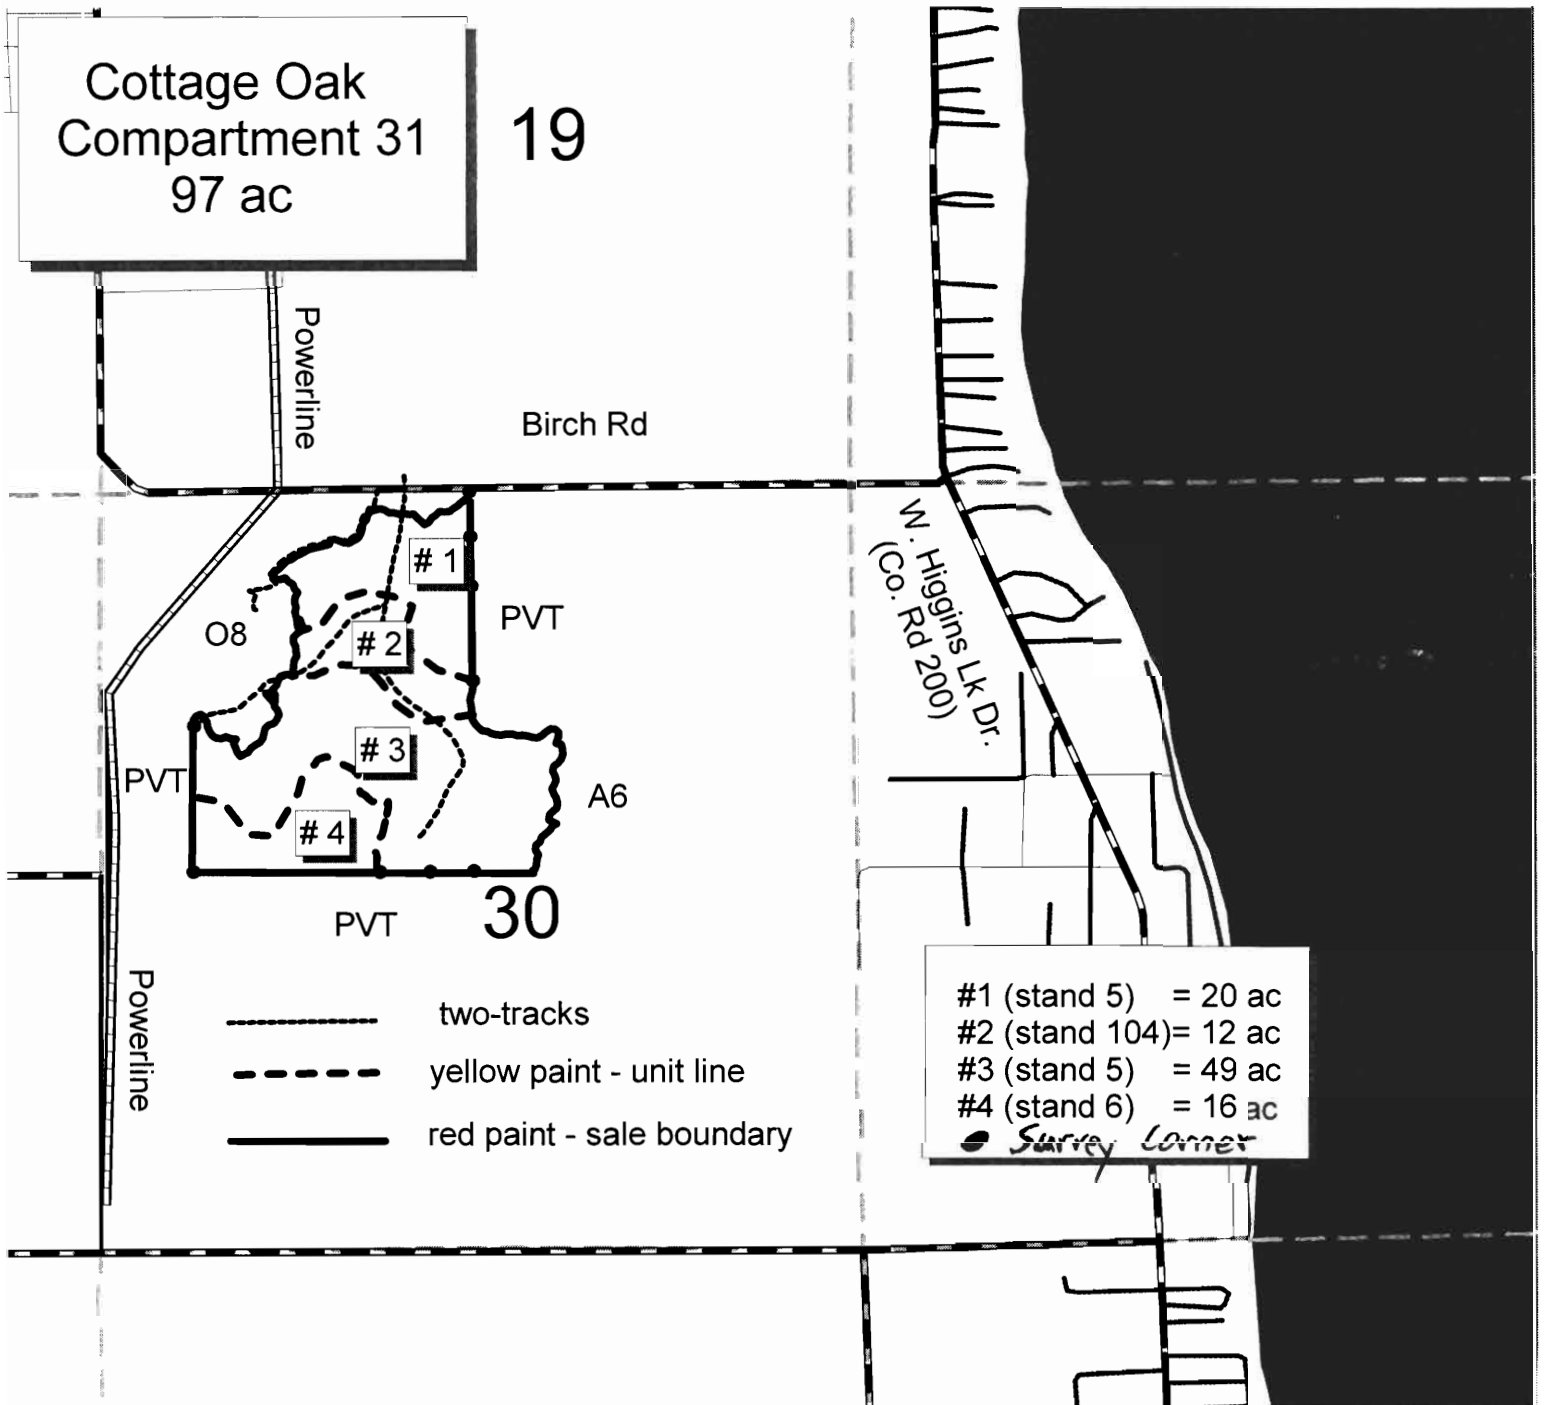 Cottage Oak
Compartment 31
97 ac
19
Powerline
Birch Rd
W. Higgins Lk Dr.
(Co. Rd 200)
# 1
PVT
O8
# 2
# 3
PVT
A6
# 4
30
PVT
Powerline
two-tracks
yellow paint - unit line
red paint - sale boundary
#1 (stand 5) = 20 ac
#2 (stand 104)= 12 ac
#3 (stand 5) = 49 ac
#4 (stand 6) = 16 ac
Survey Corner